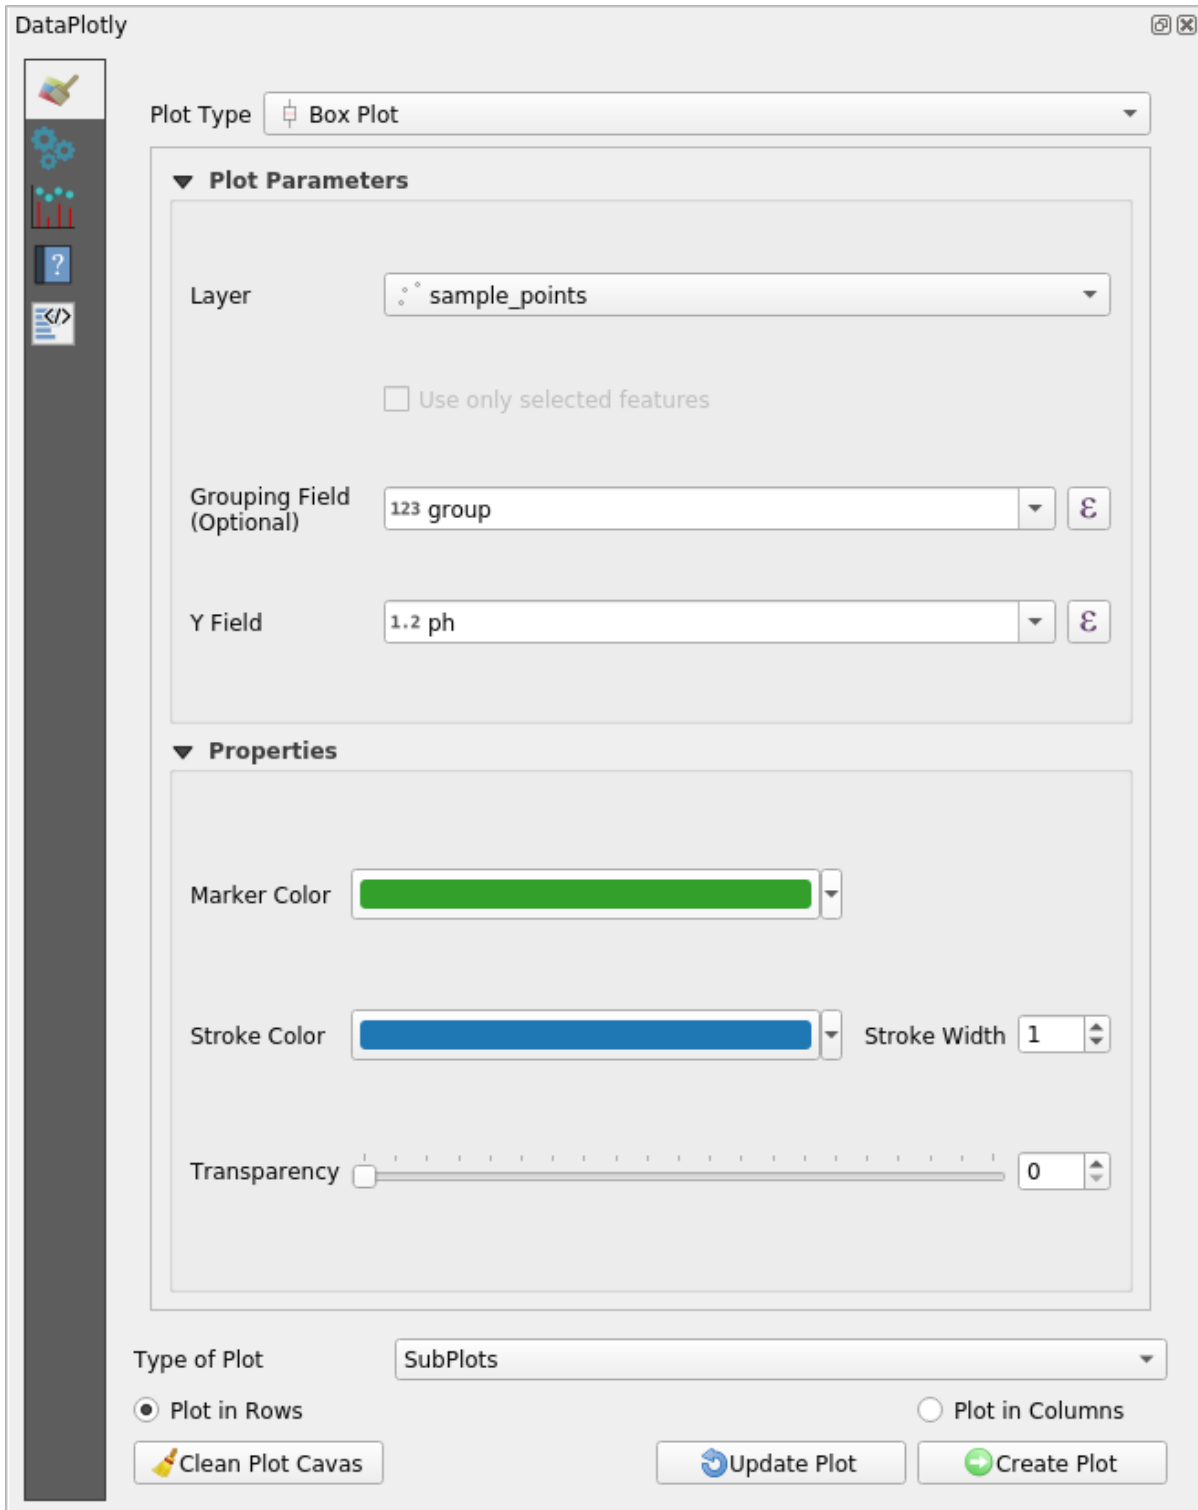 DataPlotly
Plot Type Box Plot
Plot Parameters
Layer sample_points
Use only selected features
Grouping Field
(Optional)
123 group ε
Y Field 1.2 ph ε
Properties
Marker Color
Stroke Color Stroke Width 1
Transparency 0
Type of Plot SubPlots
Plot in Rows Plot in Columns
Clean Plot Cavas Update Plot Create Plot